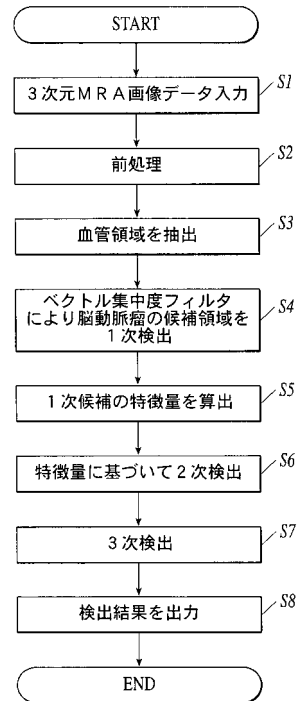 START
3次元MRA画像データ入力
S1
前処理
S2
血管領域を抽出
S3
ベクトル集中度フィルタ
により脳動脈瘤の候補領域を
1次検出
S4
1次候補の特徴量を算出
S5
特徴量に基づいて2次検出
S6
3次検出
S7
検出結果を出力
S8
END